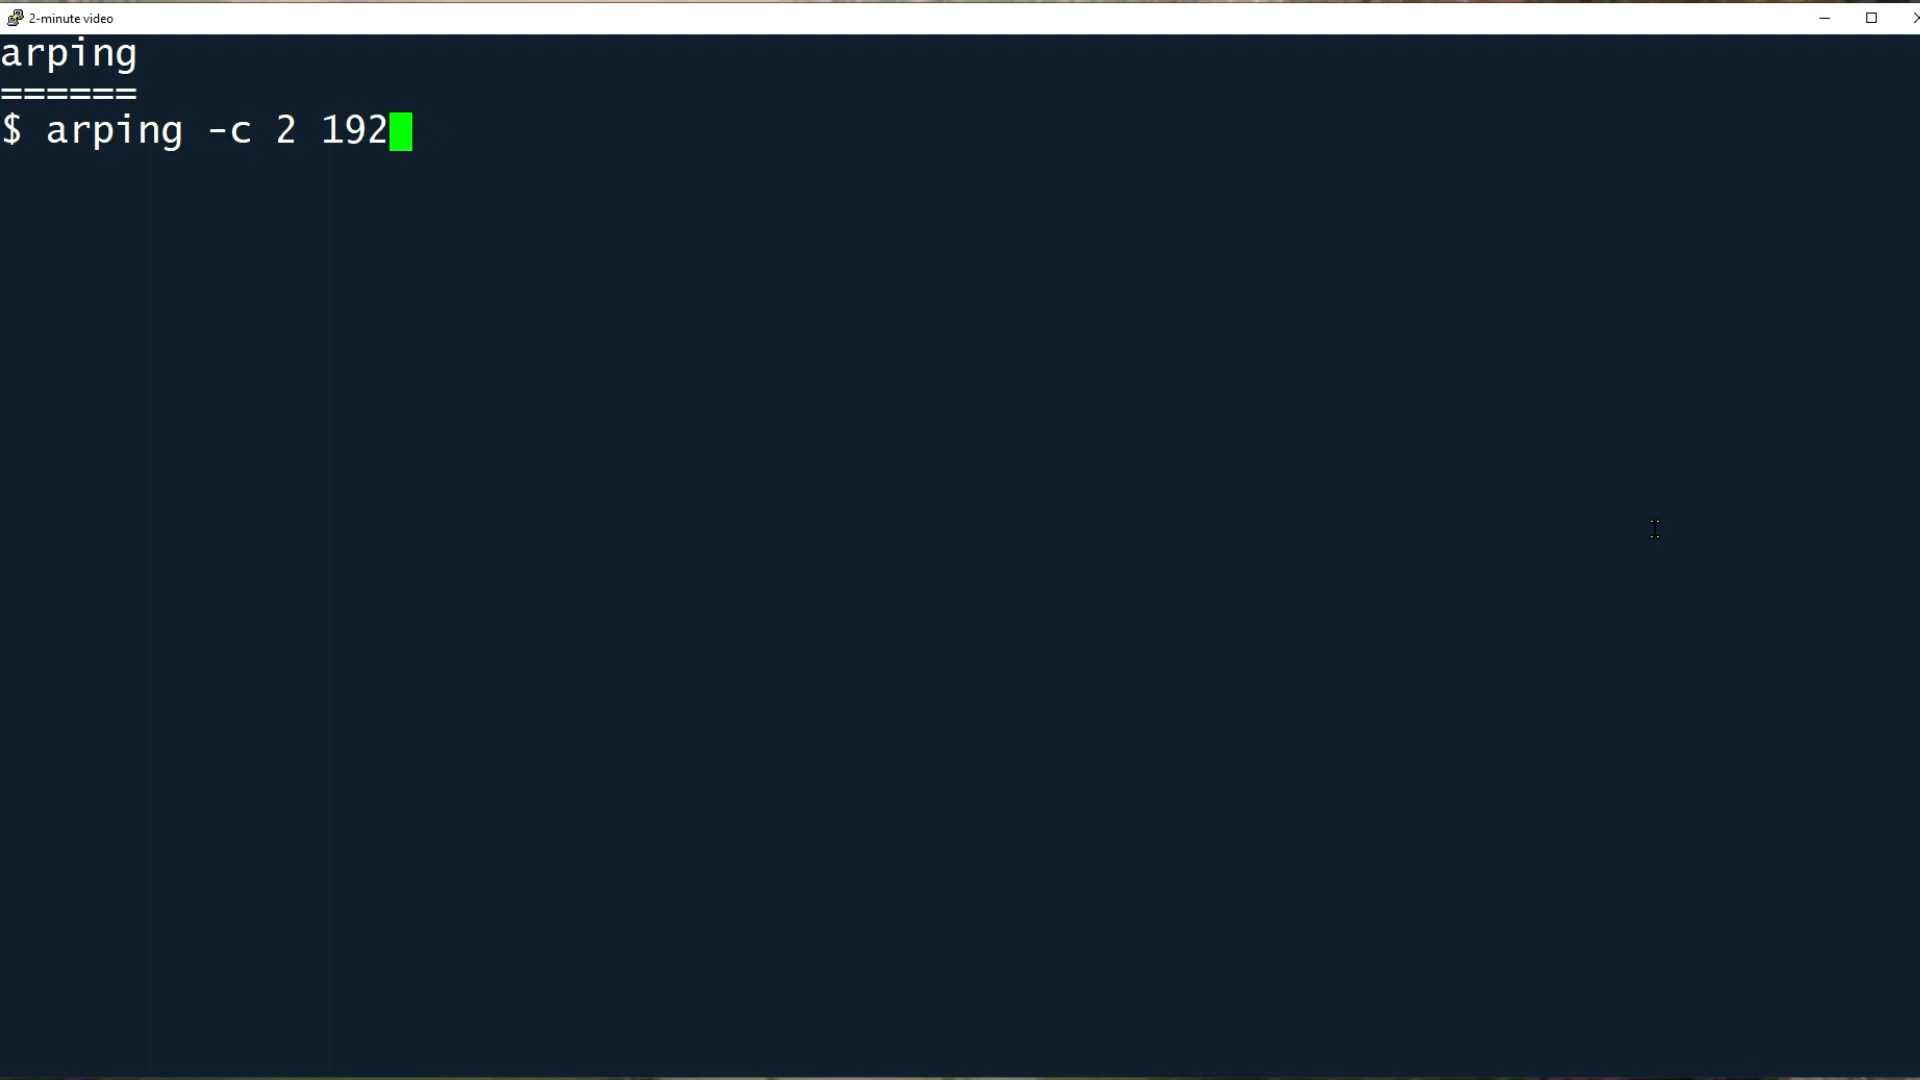 2-minute video
arping
======
$ arping -c 2 192